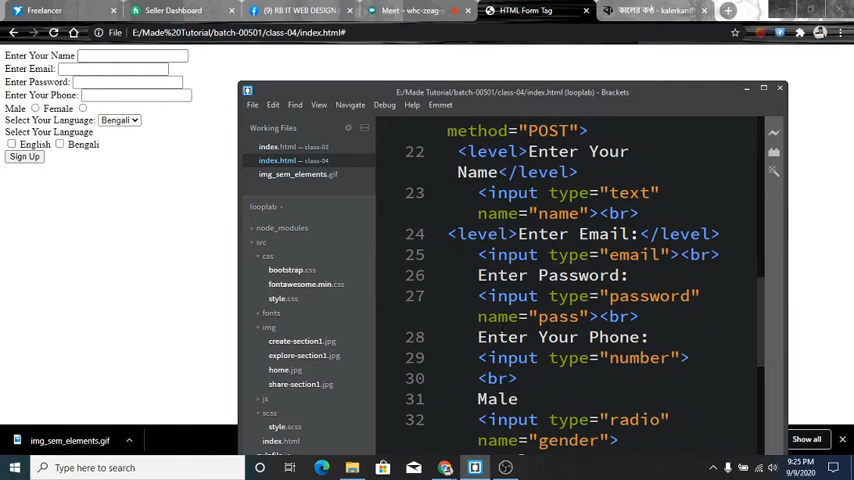 Freelancer
Seller Dashboard
(9) RB IT WEB DESIGN
Meet – whc-zeag
HTML Form Tag
কালের কণ্ঠ - kalerkan
File
E:/Made Tutorial/batch-00501/class-04/index.html#
Enter Your Name
Enter Email:
Enter Password:
Enter Your Phone:
Male
Female
Select Your Language:
Bengali
Select Your Language
English
Bengali
Sign Up
E:/Made Tutorial/batch-00501/class-04/index.html (looplab) - Brackets
File Edit Find View Navigate Debug Help Emmet
Working Files
index.html — class-03
index.html — class-04
img_sem_elements.gif
looplab
node_modules
src
css
bootstrap.css
fontawesome.min.css
style.css
fonts
img
create-section1.jpg
explore-section1.jpg
home.jpg
share-section1.jpg
js
scss
style.scss
index.html
method="POST">
22 <level>Enter Your
Name</level>
23 <input type="text"
name="name"><br>
24 <level>Enter Email:</level>
25 <input type="email"><br>
26 Enter Password:
27 <input type="password"
name="pass"><br>
28 Enter Your Phone:
29 <input type="number">
30 <br>
31 Male
32 <input type="radio"
name="gender">
img_sem_elements.gif
Show all
Type here to search
9:25 PM
9/9/2020